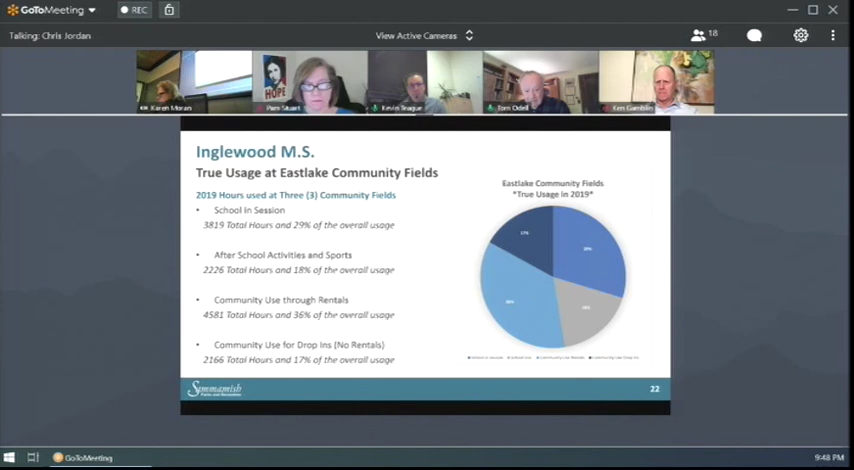 GoToMeeting
REC
Talking: Chris Jordan
View Active Cameras
18
HOPE
Karen Moran
Pam Stuart
Kevin Teague
Tom Odell
Ken Gamblin
Inglewood M.S.
True Usage at Eastlake Community Fields
2019 Hours used at Three (3) Community Fields
• School In Session
3819 Total Hours and 29% of the overall usage
• After School Activities and Sports
2226 Total Hours and 18% of the overall usage
• Community Use through Rentals
4581 Total Hours and 36% of the overall usage
• Community Use for Drop Ins (No Rentals)
2166 Total Hours and 17% of the overall usage
Eastlake Community Fields
*True Usage in 2019*
17%
29%
36%
18%
Sammamish
22
GoToMeeting
9:48 PM